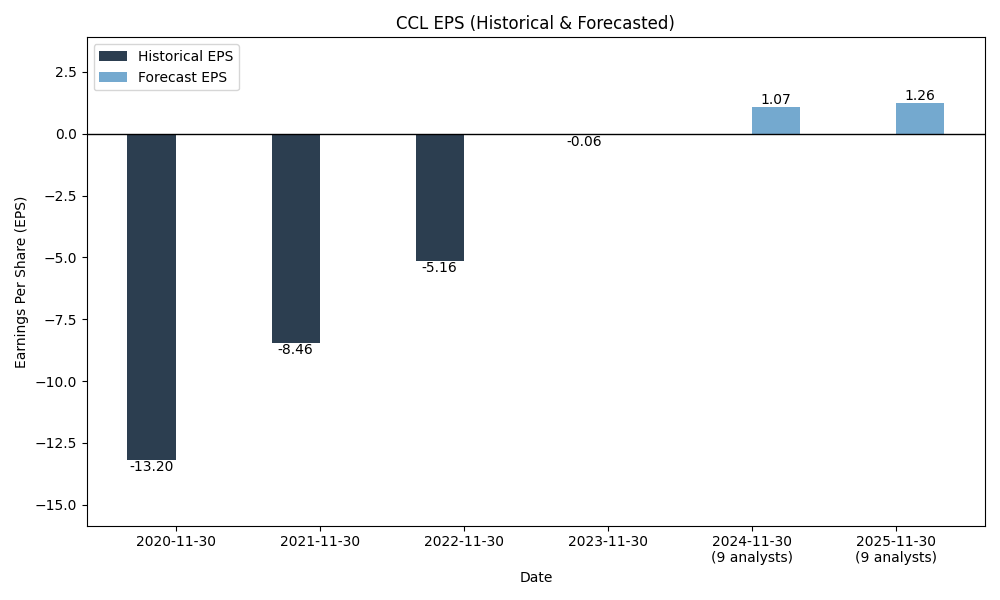 CCL EPS (Historical & Forecasted)
Historical EPS
Forecast EPS
Earnings Per Share (EPS)
2.5
0.0
−2.5
−5.0
−7.5
−10.0
−12.5
−15.0
-13.20
-8.46
-5.16
-0.06
1.07
1.26
2020-11-30
2021-11-30
2022-11-30
2023-11-30
2024-11-30
(9 analysts)
2025-11-30
(9 analysts)
Date